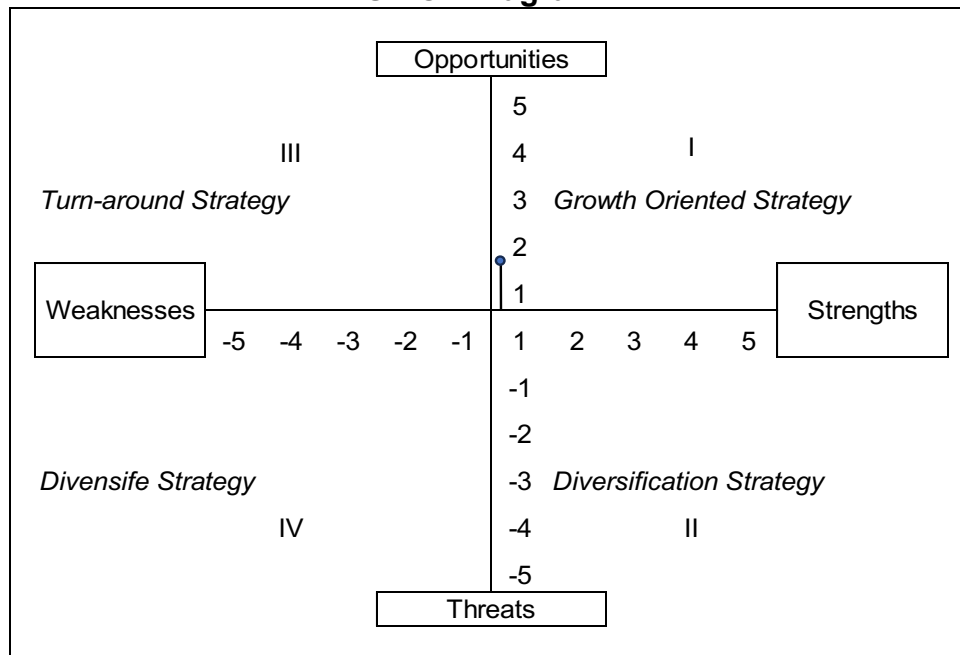 Opportunities
5
III 4 I
Turn-around Strategy 3 Growth Oriented Strategy
2
1
Weaknesses Strengths
-5 -4 -3 -2 -1 1 2 3 4 5
-1
-2
Divensife Strategy -3 Diversification Strategy
IV -4 II
-5
Threats